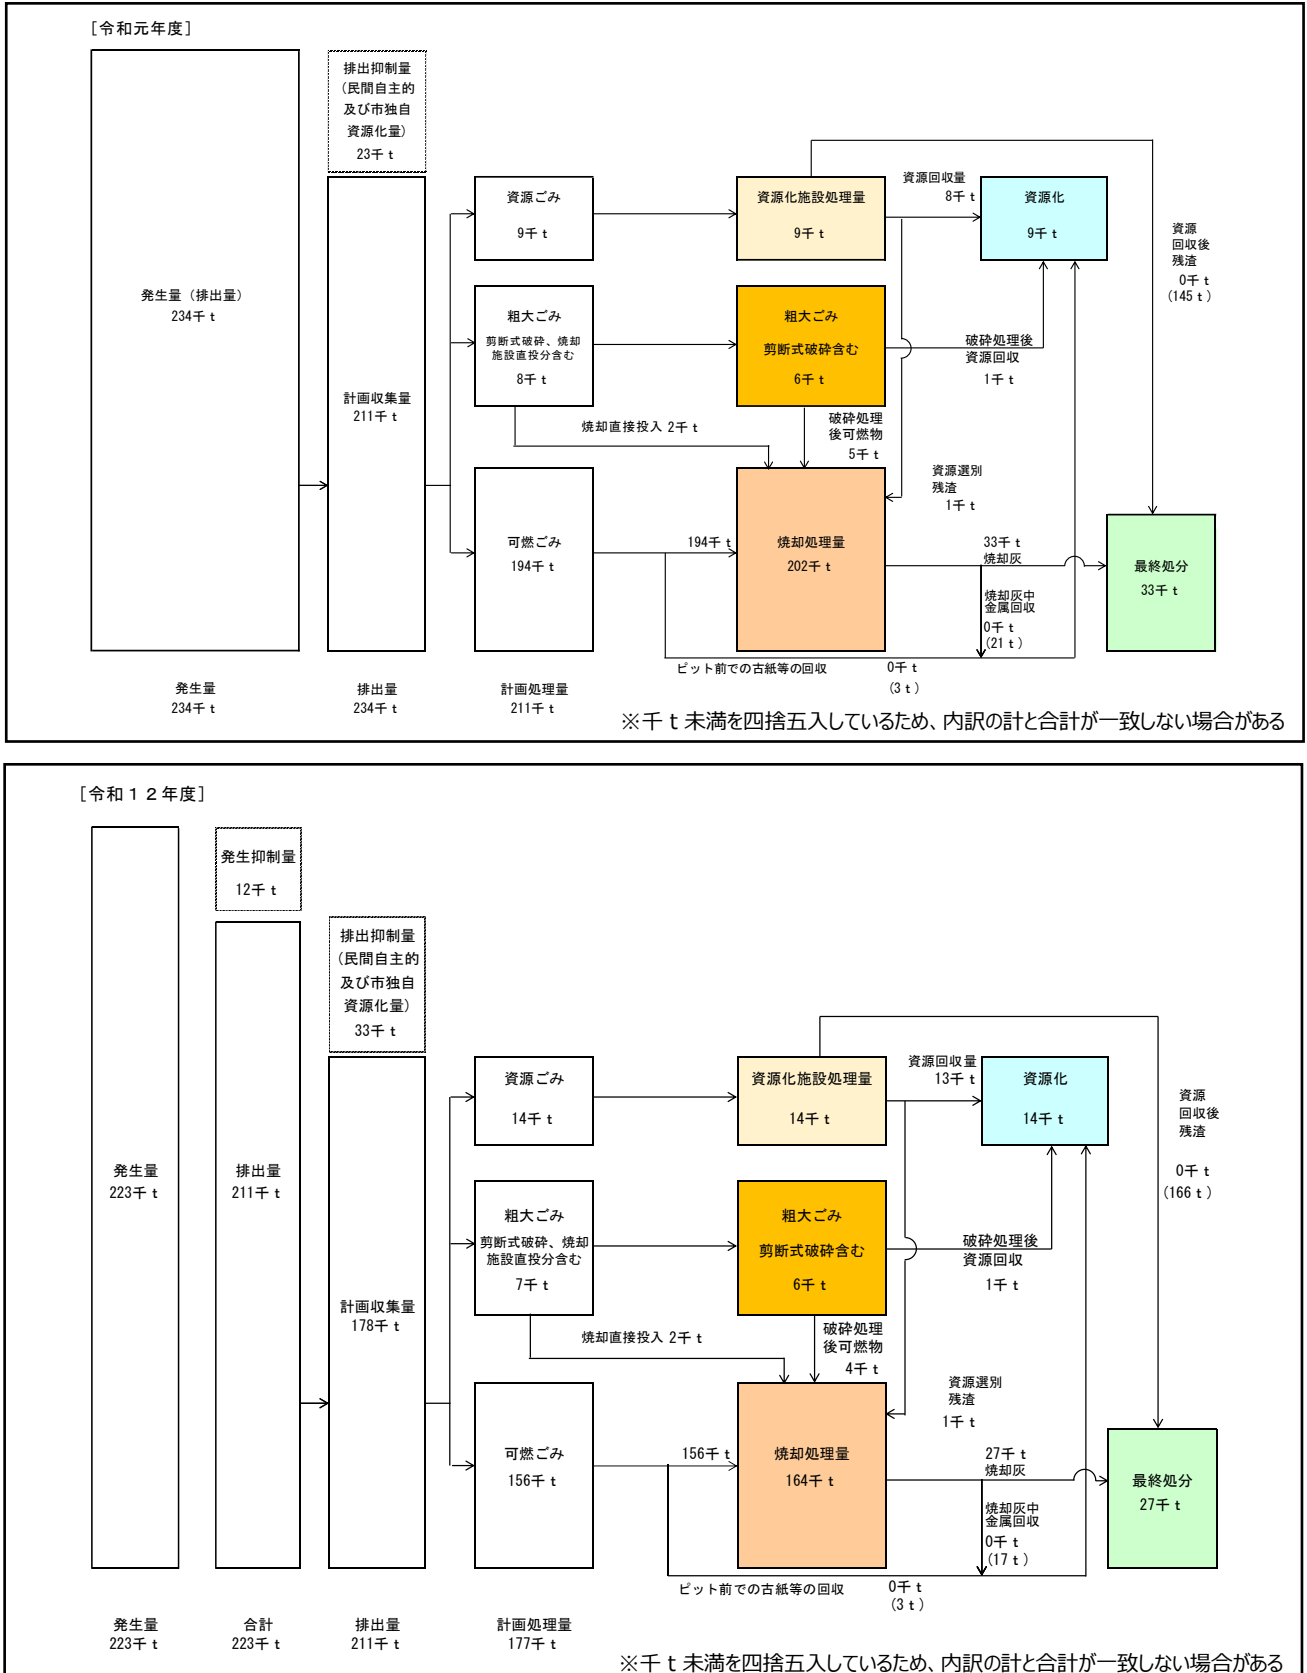 ［令和元年度］
排出抑制量
（民間自主的
及び市独自
資源化量）
23千ｔ
発生量（排出量）
234千ｔ
計画収集量
211千ｔ
資源ごみ
9千ｔ
資源化施設処理量
9千ｔ
資源回収量
8千ｔ
資源化
9千ｔ
資源
回収後
残渣
0千ｔ
(145ｔ)
粗大ごみ
剪断式破砕、焼却
施設直投分含む
8千ｔ
粗大ごみ
剪断式破砕含む
6千ｔ
破砕処理後
資源回収
1千ｔ
焼却直接投入 2千ｔ
破砕処理
後可燃物
5千ｔ
資源選別
残渣
1千ｔ
可燃ごみ
194千ｔ
194千ｔ
焼却処理量
202千ｔ
33千ｔ
焼却灰
最終処分
33千ｔ
焼却灰中
金属回収
0千ｔ
(21ｔ)
ピット前での古紙等の回収
0千ｔ
(3ｔ)
発生量
234千ｔ
排出量
234千ｔ
計画処理量
211千ｔ
※千ｔ未満を四捨五入しているため、内訳の計と合計が一致しない場合がある
［令和１２年度］
発生抑制量
12千ｔ
排出抑制量
（民間自主的
及び市独自
資源化量）
33千ｔ
発生量
223千ｔ
排出量
211千ｔ
計画収集量
178千ｔ
資源ごみ
14千ｔ
資源化施設処理量
14千ｔ
資源回収量
13千ｔ
資源化
14千ｔ
資源
回収後
残渣
0千ｔ
(166ｔ)
粗大ごみ
剪断式破砕、焼却
施設直投分含む
7千ｔ
粗大ごみ
剪断式破砕含む
6千ｔ
破砕処理後
資源回収
1千ｔ
焼却直接投入 2千ｔ
破砕処理
後可燃物
4千ｔ
資源選別
残渣
1千ｔ
可燃ごみ
156千ｔ
156千ｔ
焼却処理量
164千ｔ
27千ｔ
焼却灰
最終処分
27千ｔ
焼却灰中
金属回収
0千ｔ
(17ｔ)
ピット前での古紙等の回収
0千ｔ
(3ｔ)
発生量
223千ｔ
合計
223千ｔ
排出量
211千ｔ
計画処理量
177千ｔ
※千ｔ未満を四捨五入しているため、内訳の計と合計が一致しない場合がある